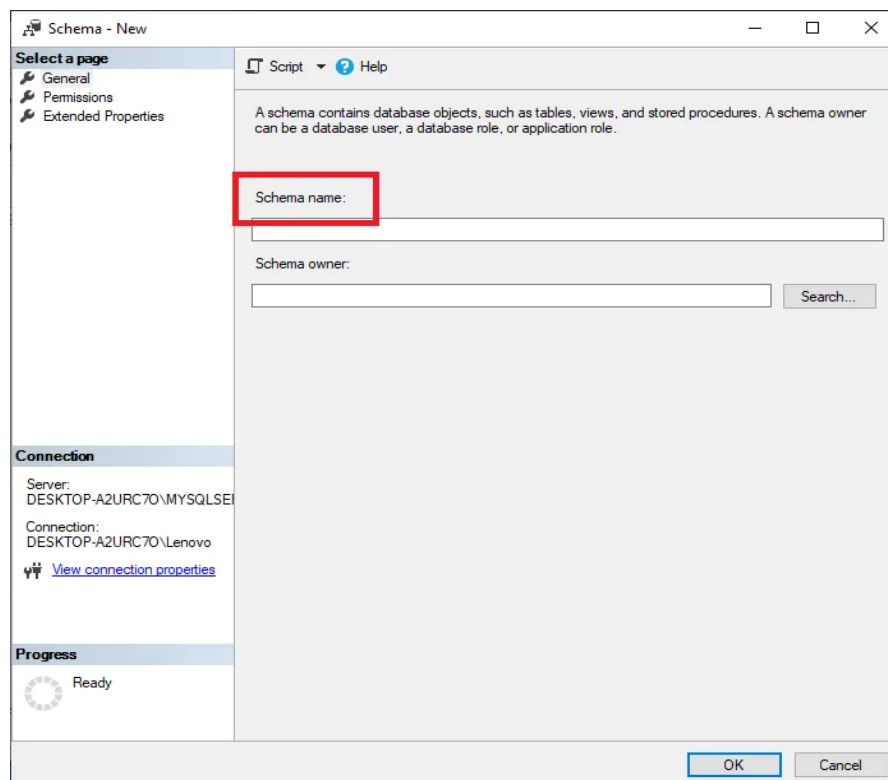 Schema - New
Select a page
General
Permissions
Extended Properties
Script
Help
A schema contains database objects, such as tables, views, and stored procedures. A schema owner
can be a database user, a database role, or application role.
Schema name:
Schema owner:
Search...
Connection
Server:
DESKTOP-A2URC7O\MYSQLSE
Connection:
DESKTOP-A2URC7O\Lenovo
View connection properties
Progress
Ready
OK
Cancel